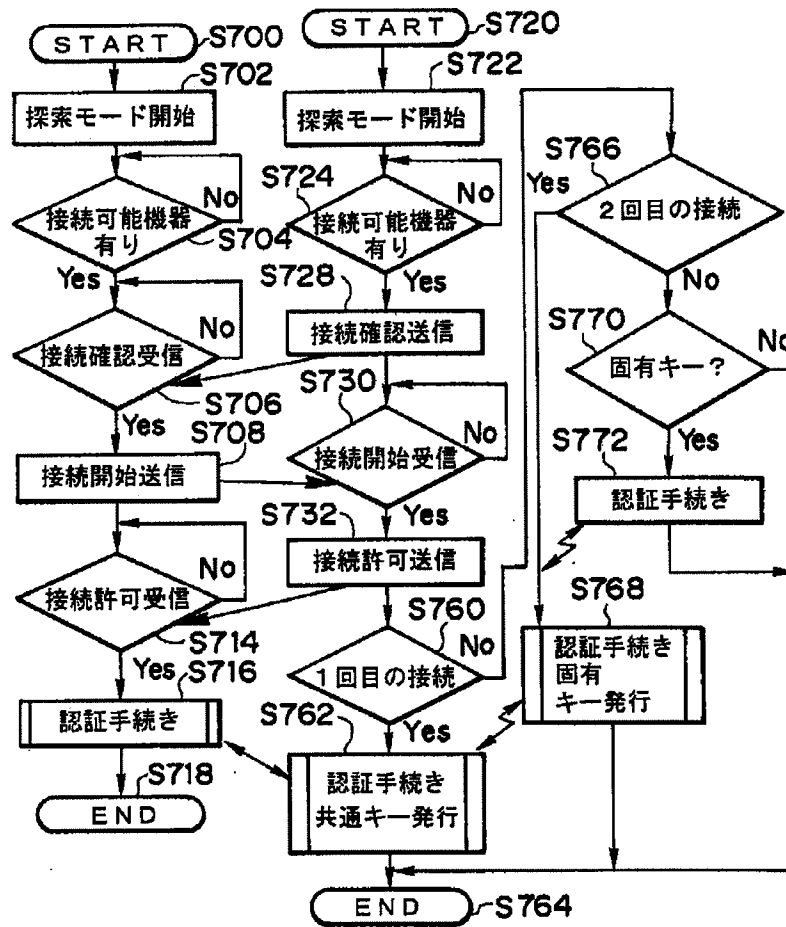 START
S700
S702
探索モード開始
No
接続可能機器
有り
S704
Yes
No
接続確認受信
S706
Yes
S708
接続開始送信
No
接続許可受信
S714
Yes
S716
認証手続き
S718
END
START
S720
S722
探索モード開始
S724
No
接続可能機器
有り
S728
Yes
接続確認送信
S730
No
接続開始受信
S732
Yes
接続許可送信
S760
No
1回目の接続
S762
Yes
認証手続き
共通キー発行
END
S764
S766
Yes
2回目の接続
No
S770
No
固有キー?
S772
Yes
認証手続き
S768
認証手続き
固有
キー発行